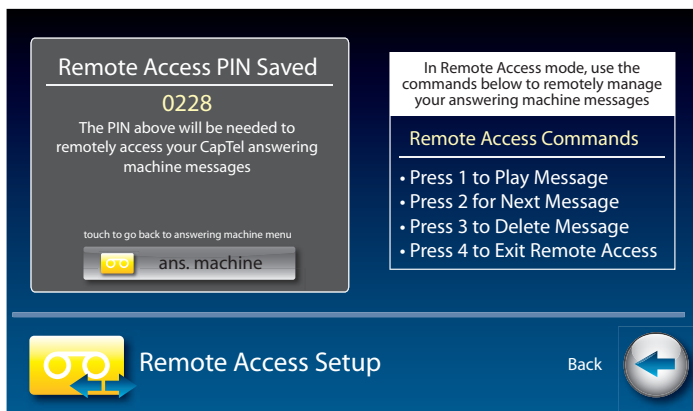 Remote Access PIN Saved
0228
The PIN above will be needed to
remotely access your CapTel answering
machine messages
touch to go back to answering machine menu
ans. machine
In Remote Access mode, use the
commands below to remotely manage
your answering machine messages
Remote Access Commands
• Press 1 to Play Message
• Press 2 for Next Message
• Press 3 to Delete Message
• Press 4 to Exit Remote Access
Remote Access Setup
Back